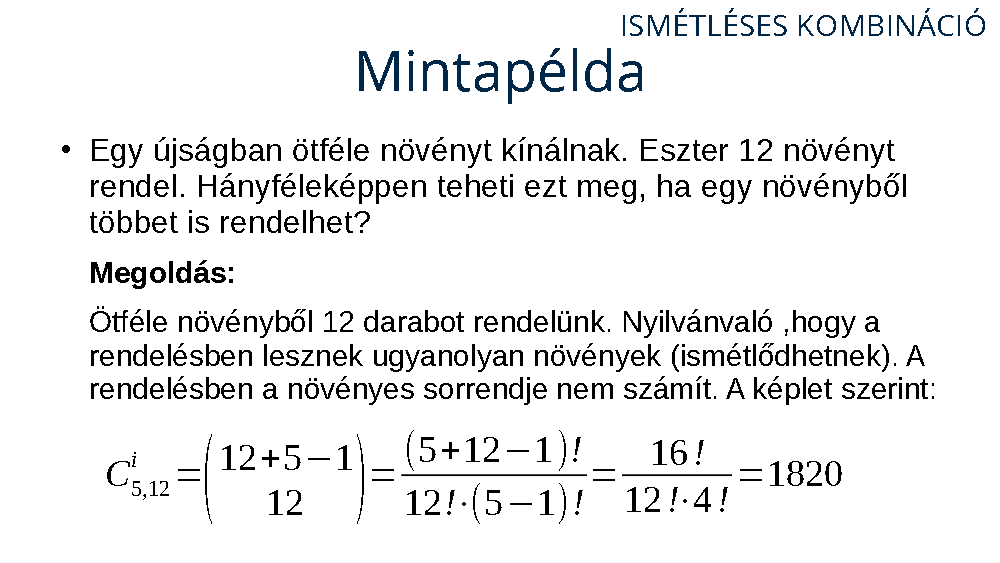 ISMÉTLÉSES KOMBINÁCIÓ
Mintapélda
• Egy újságban ötféle növényt kínálnak. Eszter 12 növényt
rendel. Hányféleképpen teheti ezt meg, ha egy növényből
többet is rendelhet?
Megoldás:
Ötféle növényből 12 darabot rendelünk. Nyilvánvaló ,hogy a
rendelésben lesznek ugyanolyan növények (ismétlődhetnek). A
rendelésben a növényes sorrendje nem számít. A képlet szerint:
C^i_{5,12} = \binom{12+5−1}{12} = \frac{(5+12−1)!}{12!·(5−1)!} = \frac{16!}{12!·4!} = 1820